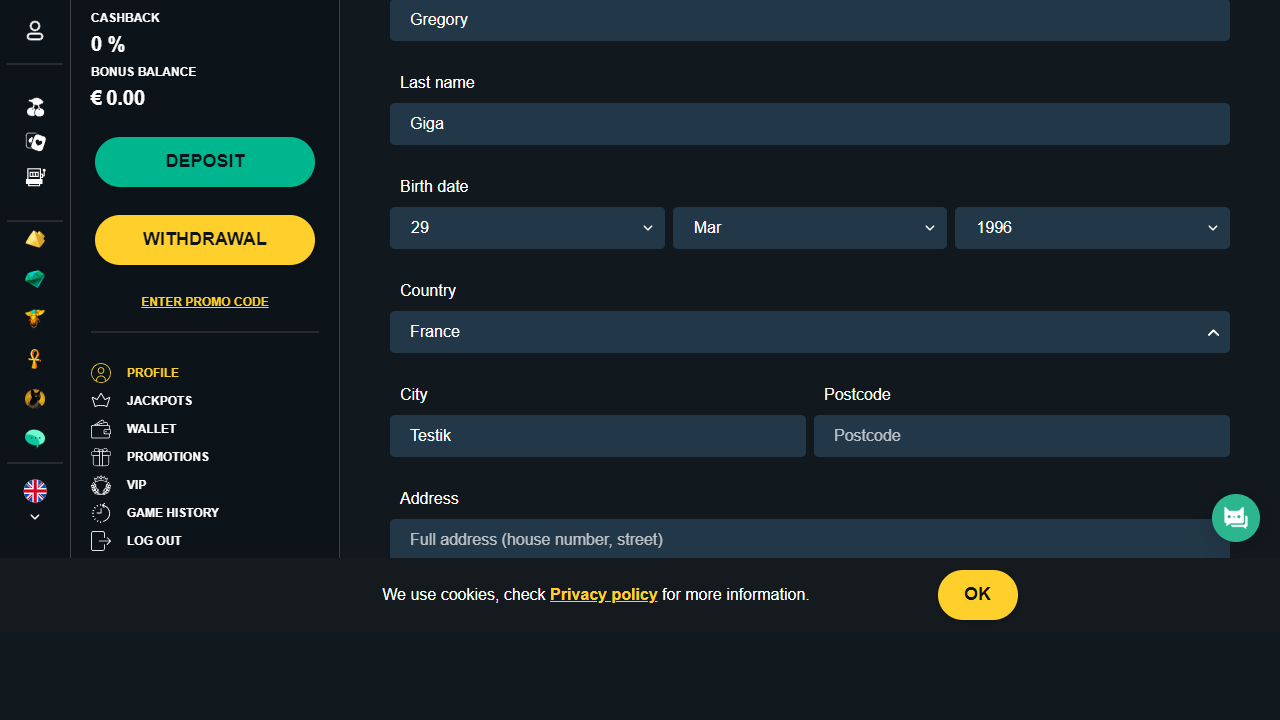 CASHBACK
0 %
BONUS BALANCE
€ 0.00
DEPOSIT
WITHDRAWAL
ENTER PROMO CODE
PROFILE
JACKPOTS
WALLET
PROMOTIONS
VIP
GAME HISTORY
LOG OUT
Gregory
Last name
Giga
Birth date
29 Mar 1996
Country
France
City Postcode
Testik Postcode
Address
Full address (house number, street)
We use cookies, check Privacy policy for more information.
OK